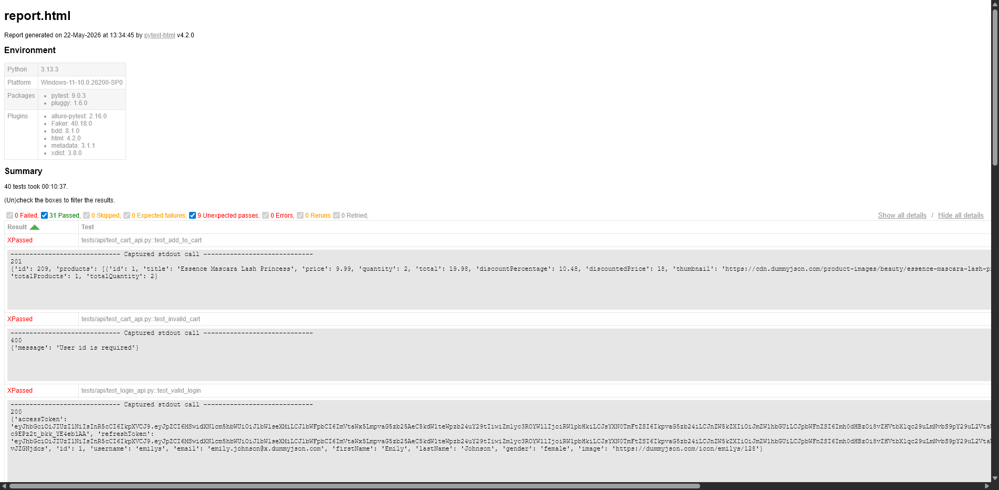 report.html
Report generated on 22-May-2026 at 13:34:45 by pytest-html v4.2.0
Environment
Python 3.13.3
Platform Windows-11-10.0.26200-SP0
Packages
pytest: 9.0.3
pluggy: 1.6.0
Plugins
allure-pytest: 2.16.0
Faker: 40.18.0
bdd: 8.1.0
html: 4.2.0
metadata: 3.1.1
xdist: 3.8.0
Summary
40 tests took 00:10:37.
(Un)check the boxes to filter the results.
0 Failed, 31 Passed, 0 Skipped, 0 Expected failures, 9 Unexpected passes, 0 Errors, 0 Reruns 0 Retried, Show all details / Hide all details
Result Test
XPassed tests/api/test_cart_api.py::test_add_to_cart
----------------------------- Captured stdout call -----------------------------
201
{'id': 209, 'products': [{'id': 1, 'title': 'Essence Mascara Lash Princess', 'price': 9.99, 'quantity': 2, 'total': 19.98, 'discountPercentage': 10.48, 'discountedPrice': 18, 'thumbnail': 'https://cdn.dummyjson.com/product-images/beauty/essence-mascara-lash-p
'totalProducts': 1, 'totalQuantity': 2}
XPassed tests/api/test_cart_api.py::test_invalid_cart
----------------------------- Captured stdout call -----------------------------
400
{'message': 'User id is required'}
XPassed tests/api/test_login_api.py::test_valid_login
----------------------------- Captured stdout call -----------------------------
200
{'accessToken':
c9EPz2t_bkk_YE4eb1AA', 'refreshToken':
vJZGNjdcs', 'id': 1, 'username': 'emilys', 'email': 'emily.johnson@x.dummyjson.com', 'firstName': 'Emily', 'lastName': 'Johnson', 'gender': 'female', 'image': 'https://dummyjson.com/icon/emilys/128'}